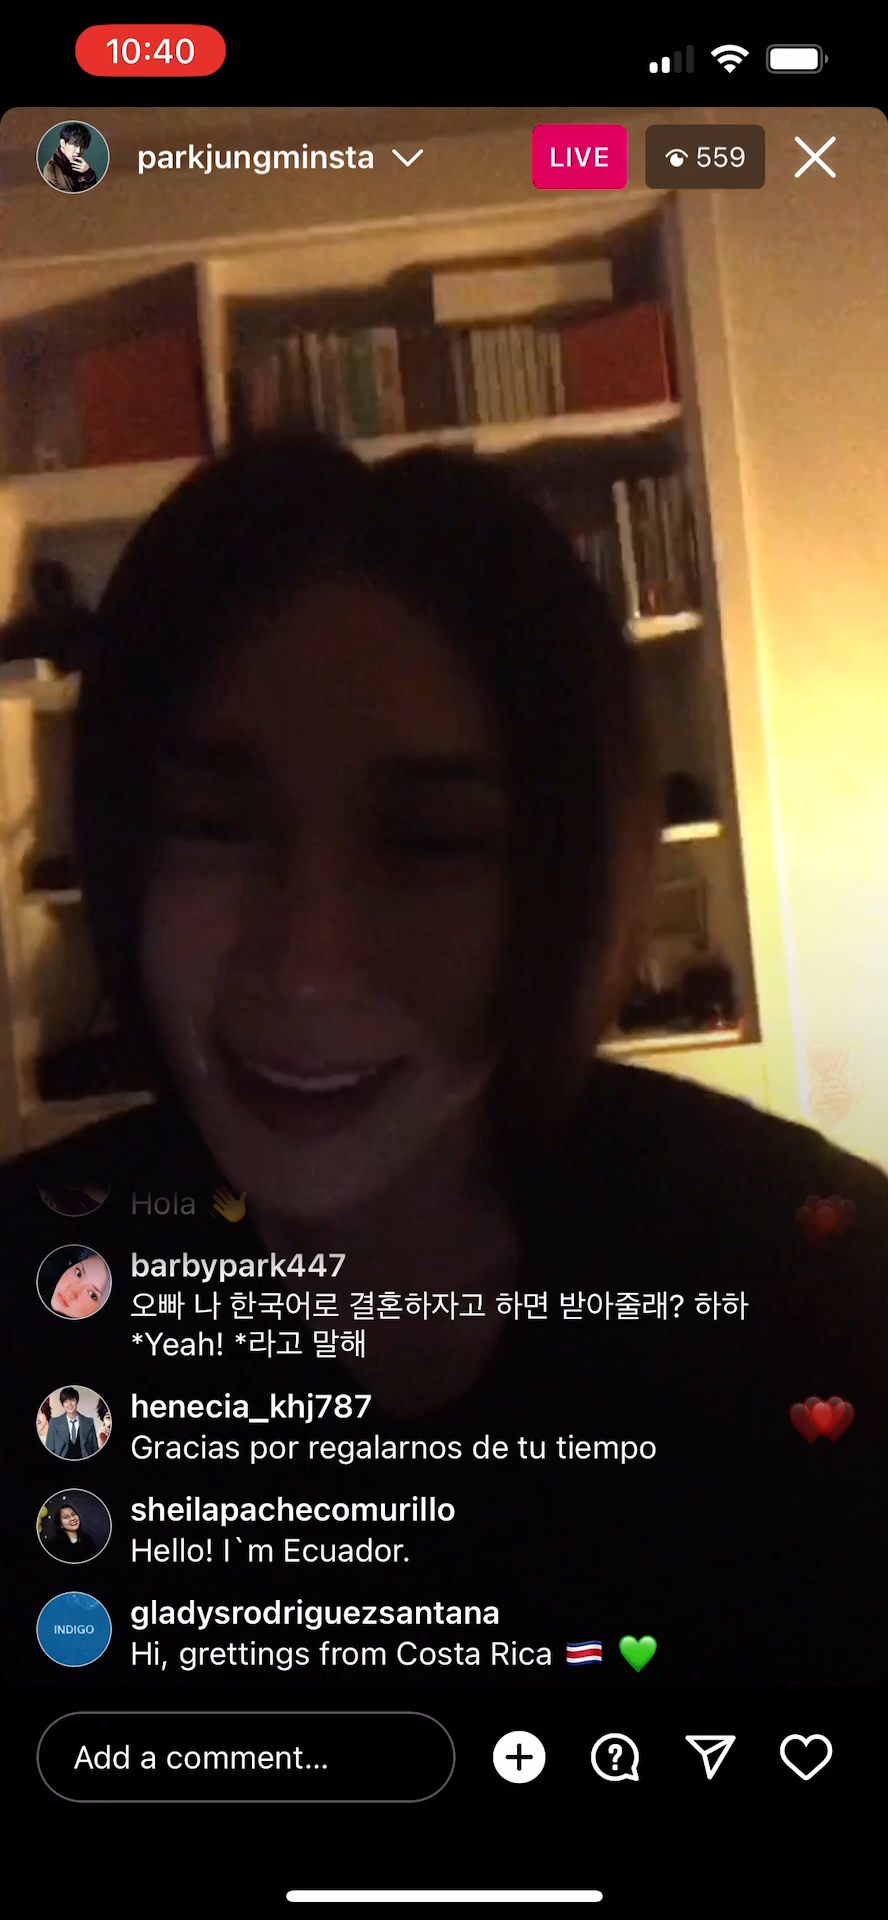 10:40
parkjungminsta
LIVE
559
Hola 👋
barbypark447
오빠 나 한국어로 결혼하자고 하면 받아줄래? 하하
*Yeah! *라고 말해
henecia_khj787
Gracias por regalarnos de tu tiempo
sheilapachecomurillo
Hello! I`m Ecuador.
INDIGO
gladysrodriguezsantana
Hi, grettings from Costa Rica 🇨🇷 💚
Add a comment...